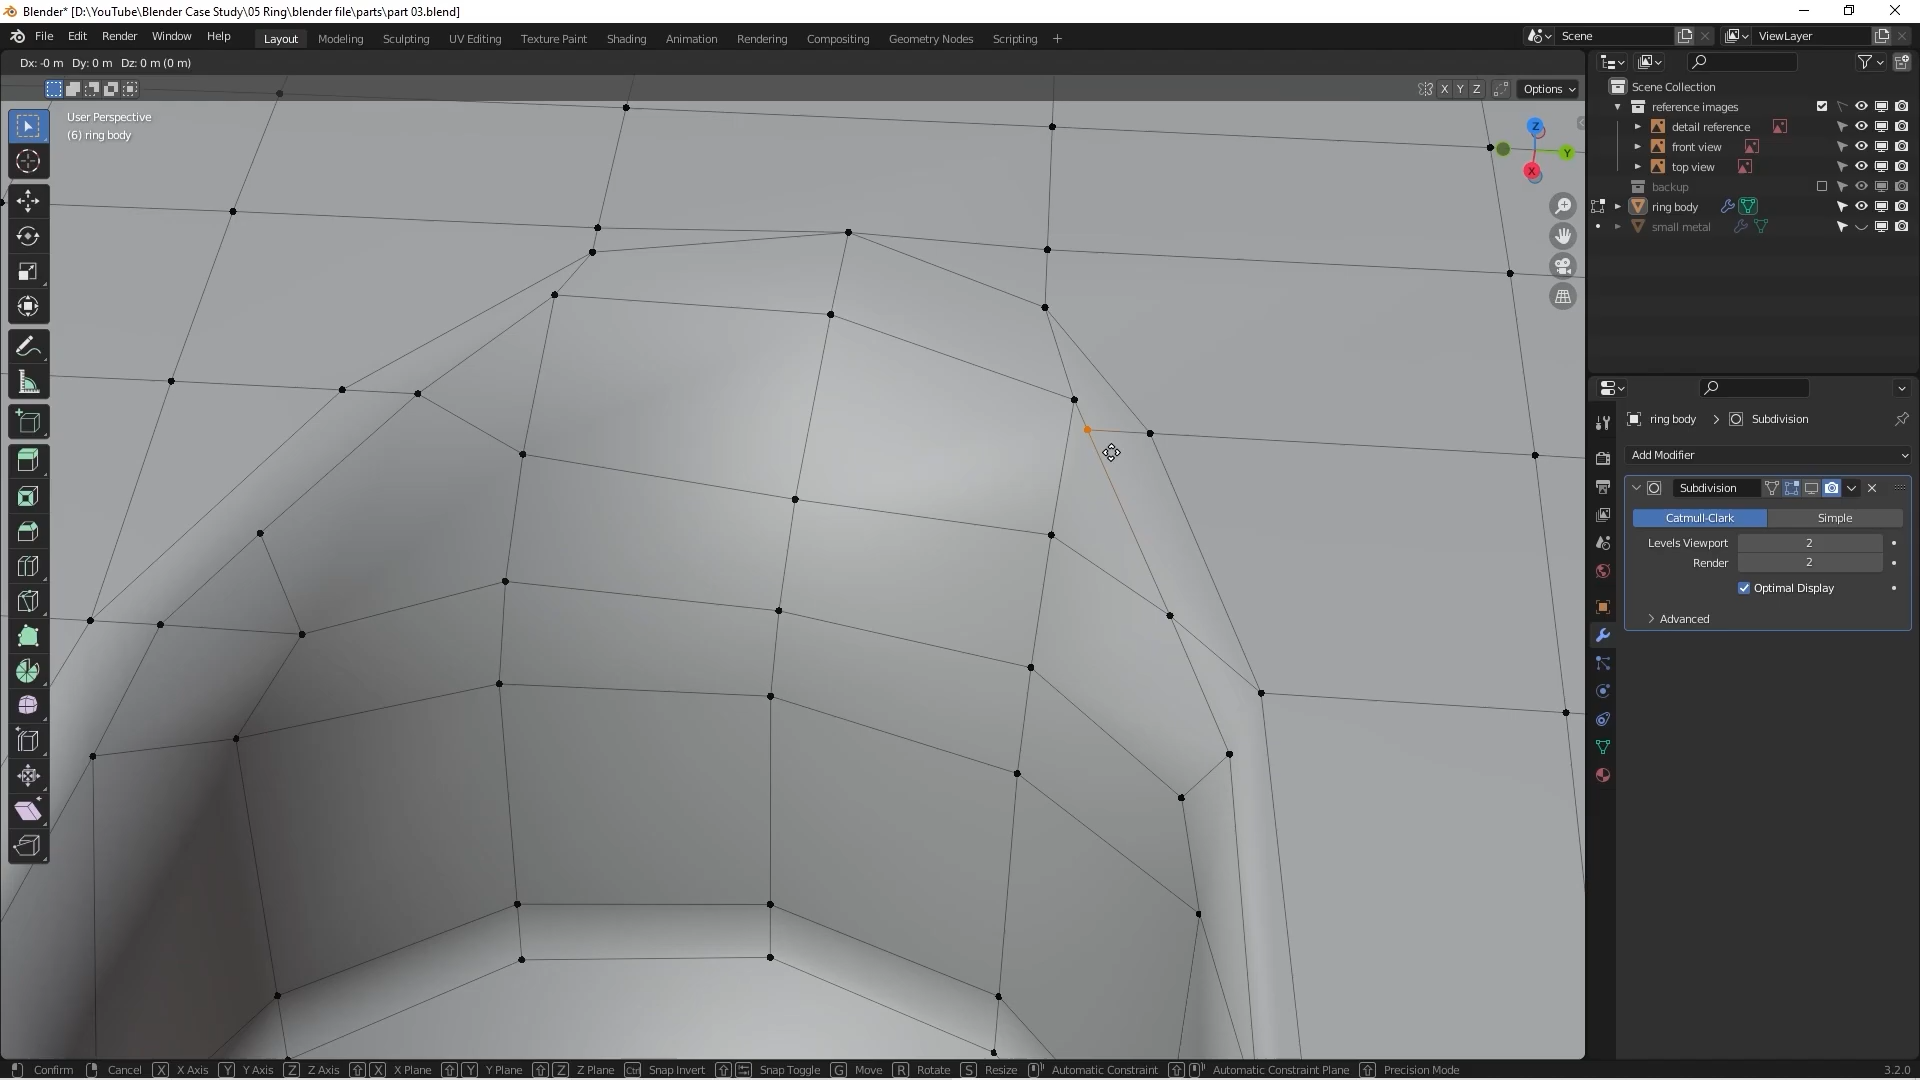 Blender* [D:\YouTube\Blender Case Study\05 Ring\blender file\parts\part 03.blend]
File Edit Render Window Help Layout Modeling Sculpting UV Editing Texture Paint Shading Animation Rendering Compositing Geometry Nodes Scripting + Scene ViewLayer
Dx: -0 m Dy: 0 m Dz: 0 m (0 m)
X Y Z Options
User Perspective
(6) ring body
Z
Y
X
Scene Collection
reference images
detail reference
front view
top view
backup
ring body
small metal
ring body > Subdivision
Add Modifier
Subdivision
Catmull-Clark Simple
Levels Viewport 2
Render 2
Optimal Display
Advanced
Confirm Cancel X X Axis Y Y Axis Z Z Axis X X Plane Y Y Plane Z Z Plane Ctrl Snap Invert Snap Toggle G Move R Rotate S Resize Automatic Constraint Automatic Constraint Plane Precision Mode 3.2.0